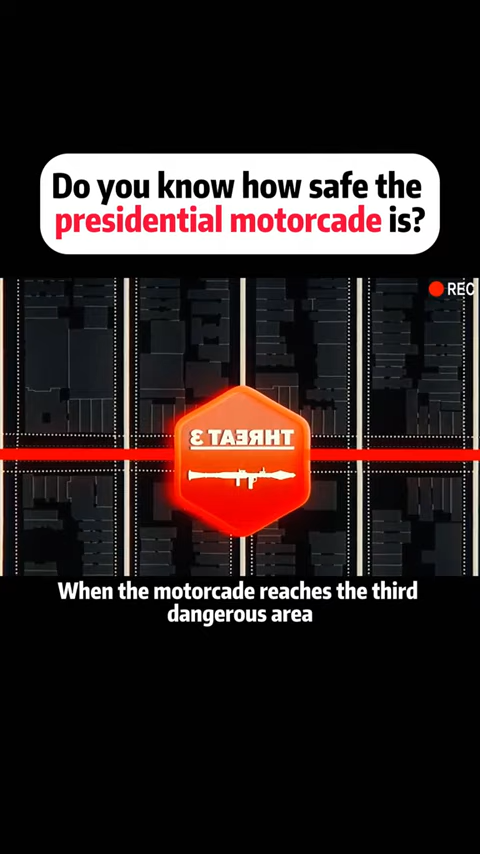 Do you know how safe the
presidential motorcade is?
REC
THREAT 3
When the motorcade reaches the third
dangerous area